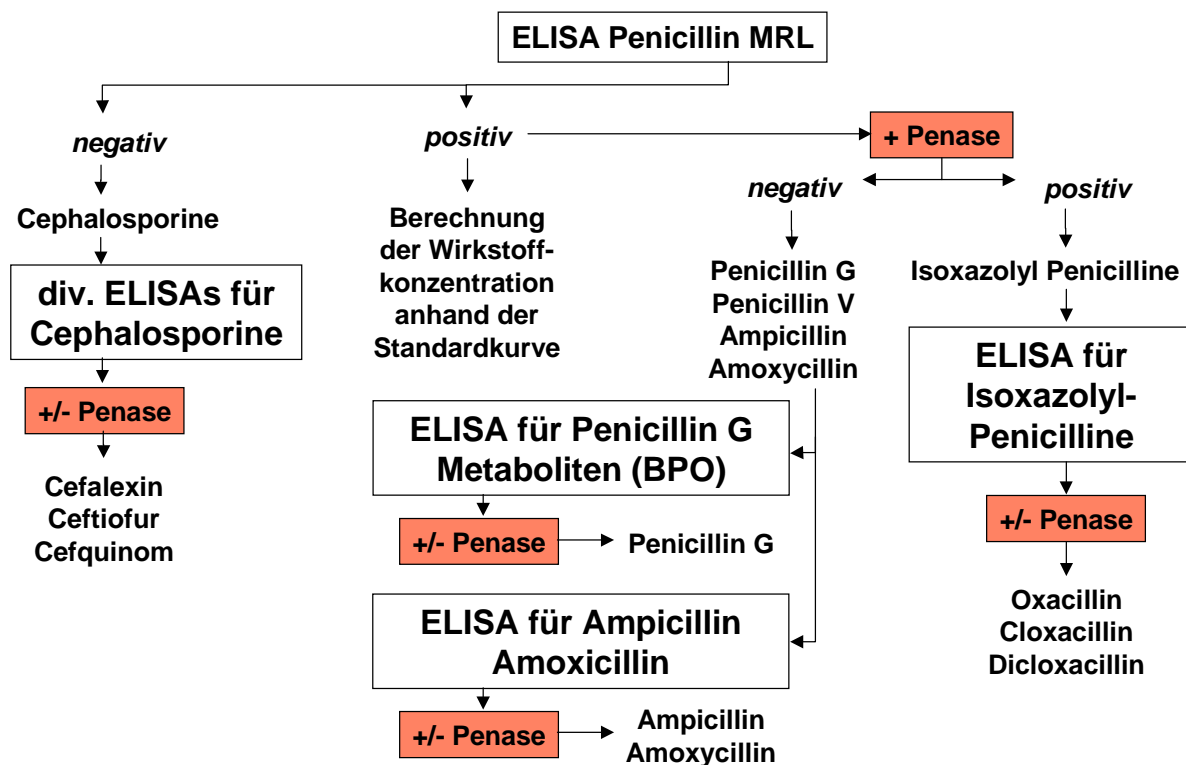 ELISA Penicillin MRL
negativ
positiv
+ Penase
negativ
positiv
Cephalosporine
Berechnung
der Wirkstoff-
konzentration
anhand der
Standardkurve
Penicillin G
Penicillin V
Ampicillin
Amoxycillin
Isoxazolyl Penicilline
div. ELISAs für
Cephalosporine
ELISA für
Isoxazolyl-
Penicilline
+/- Penase
Cefalexin
Ceftiofur
Cefquinom
ELISA für Penicillin G
Metaboliten (BPO)
+/- Penase
Penicillin G
+/- Penase
Oxacillin
Cloxacillin
Dicloxacillin
ELISA für Ampicillin
Amoxicillin
+/- Penase
Ampicillin
Amoxycillin